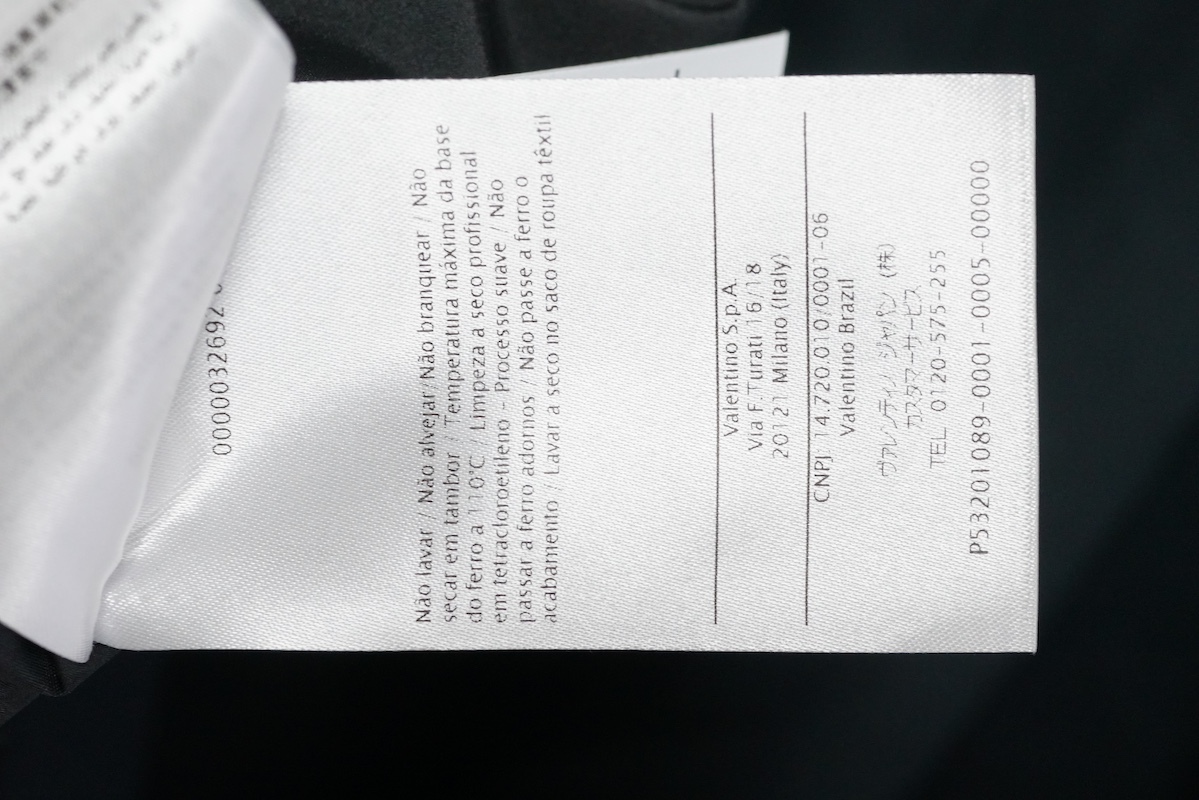 0000032692
Não lavar / Não alvejar/Não branquear / Não
secar em tambor / Temperatura máxima da base
do ferro a 110°C / Limpeza a seco profissional
em tetracloroetileno - Processo suave / Não
passar a ferro adornos / Não passe a ferro o
acabamento / Lavar a seco no saco de roupa têxtil
Valentino S.p.A.
Via F.Turati 16/18
20121 Milano (Italy)
CNPJ 14.720.010/0001-06
Valentino Brazil
ヴァレンティノ ジャパン (株)
カスタマーサービス
TEL 0120-575-255
P53201089-0001-0005-00000